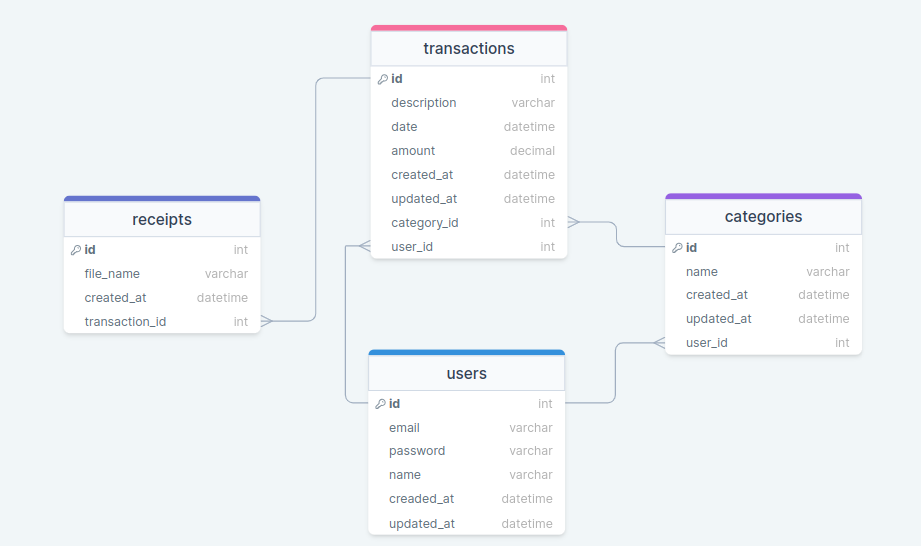 transactions
id int
description varchar
date datetime
amount decimal
created_at datetime
updated_at datetime
category_id int
user_id int
receipts
id int
file_name varchar
created_at datetime
transaction_id int
categories
id int
name varchar
created_at datetime
updated_at datetime
user_id int
users
id int
email varchar
password varchar
name varchar
creaded_at datetime
updated_at datetime